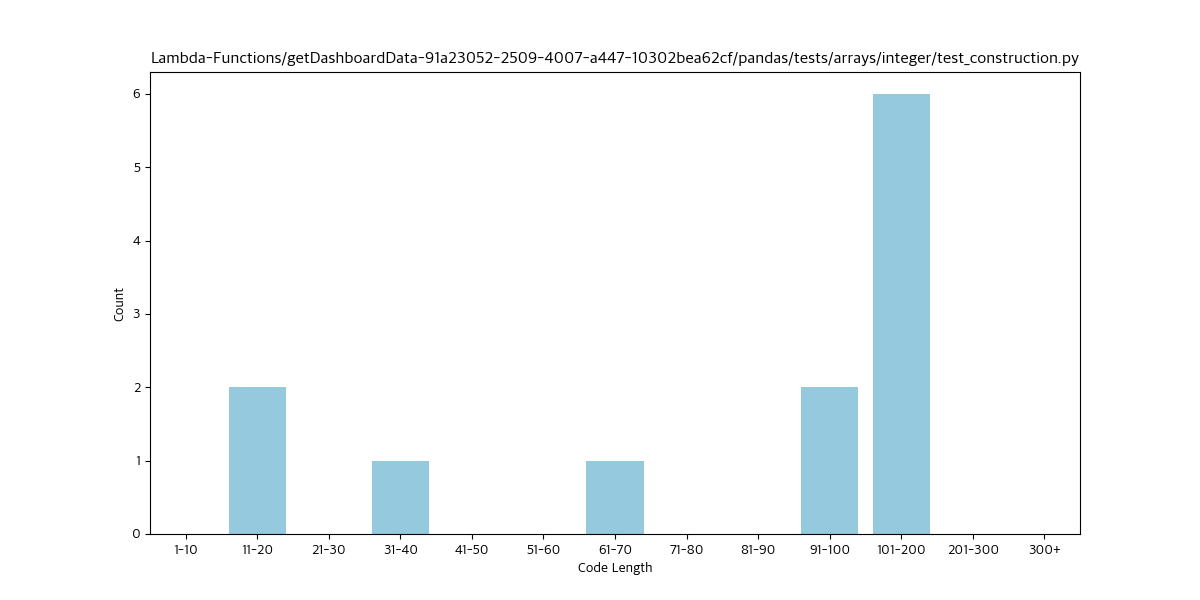 Lambda-Functions/getDashboardData-91a23052-2509-4007-a447-10302bea62cf/pandas/tests/arrays/integer/test_construction.py
6
5
4
3
2
1
0
Count
1-10 11-20 21-30 31-40 41-50 51-60 61-70 71-80 81-90 91-100 101-200 201-300 300+
Code Length